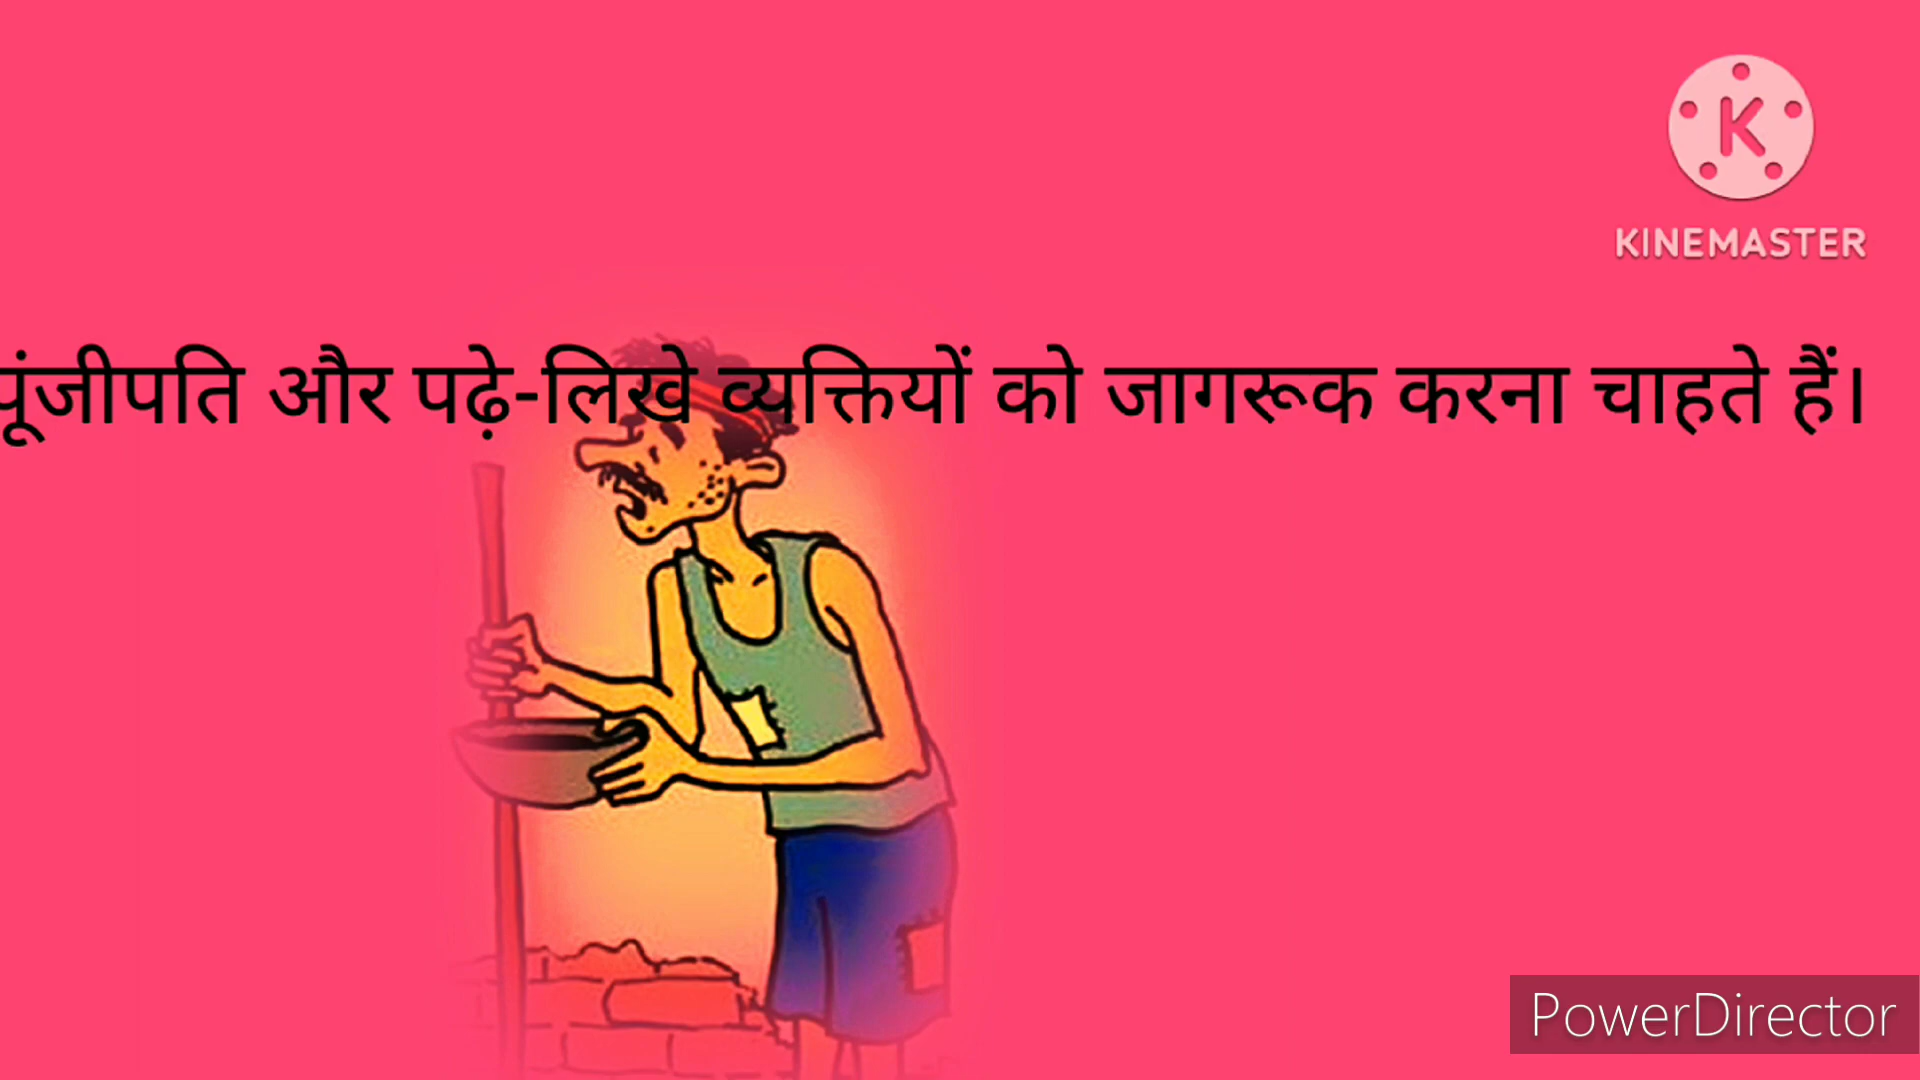 K
KINEMASTER
पूंजीपति और पढ़े-लिखे व्यक्तियों को जागरूक करना चाहते हैं।
PowerDirector